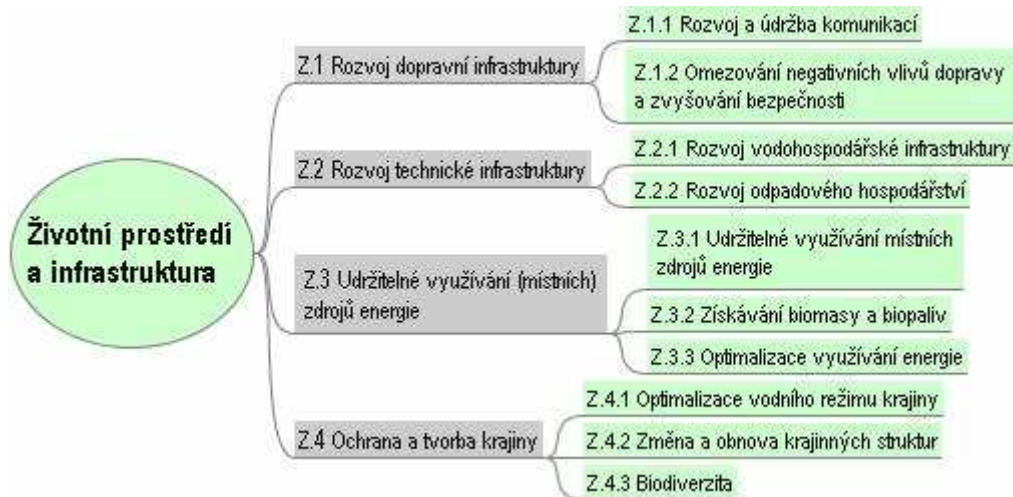 Životní prostředí
a infrastruktura
Z.1 Rozvoj dopravní infrastruktury
Z.1.1 Rozvoj a údržba komunikací
Z.1.2 Omezování negativních vlivů dopravy
a zvyšování bezpečnosti
Z.2 Rozvoj technické infrastruktury
Z.2.1 Rozvoj vodohospodářské infrastruktury
Z.2.2 Rozvoj odpadového hospodářství
Z.3 Udržitelné využívání (místních)
zdrojů energie
Z.3.1 Udržitelné využívání místních
zdrojů energie
Z.3.2 Získávání biomasy a biopaliv
Z.3.3 Optimalizace využívání energie
Z.4 Ochrana a tvorba krajiny
Z.4.1 Optimalizace vodního režimu krajiny
Z.4.2 Změna a obnova krajinných struktur
Z.4.3 Biodiverzita